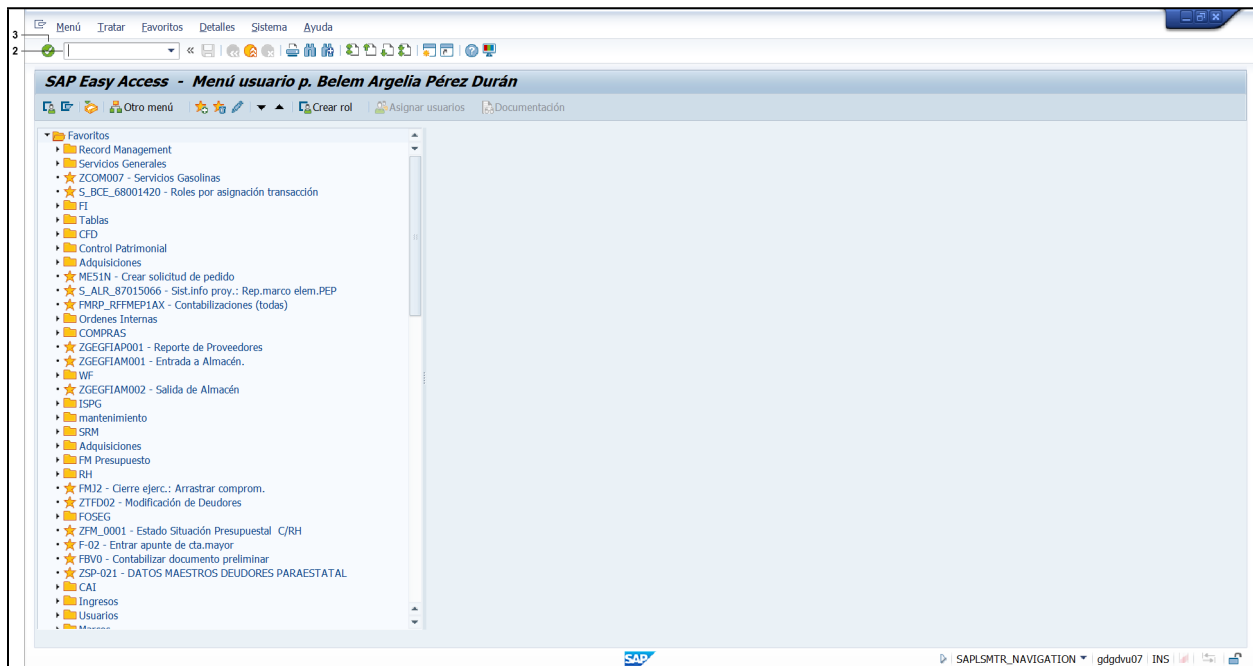 Menú Tratar Favoritos Detalles Sistema Ayuda
3
2
SAP Easy Access - Menú usuario p. Belem Argelia Pérez Durán
Otro menú Crear rol Asignar usuarios Documentación
Favoritos
Record Management
Servicios Generales
ZCOM007 - Servicios Gasolinas
S_BCE_68001420 - Roles por asignación transacción
FI
Tablas
CFD
Control Patrimonial
Adquisiciones
ME51N - Crear solicitud de pedido
S_ALR_87015066 - Sist.info proy.: Rep.marco elem.PEP
FMRP_RFFMEP1AX - Contabilizaciones (todas)
Ordenes Internas
COMPRAS
ZGEGFIAP001 - Reporte de Proveedores
ZGEGFIAM001 - Entrada a Almacén.
WF
ZGEGFIAM002 - Salida de Almacén
ISPG
mantenimiento
SRM
Adquisiciones
FM Presupuesto
RH
FMJ2 - Cierre ejerc.: Arrastrar comprom.
ZTFD02 - Modificación de Deudores
FOSEG
ZFM_0001 - Estado Situación Presupuestal C/RH
F-02 - Entrar apunte de cta.mayor
FBV0 - Contabilizar documento preliminar
ZSP-021 - DATOS MAESTROS DEUDORES PARAESTATAL
CAI
Ingresos
Usuarios
SAP
SAPLSMTR_NAVIGATION gdgdvu07 INS